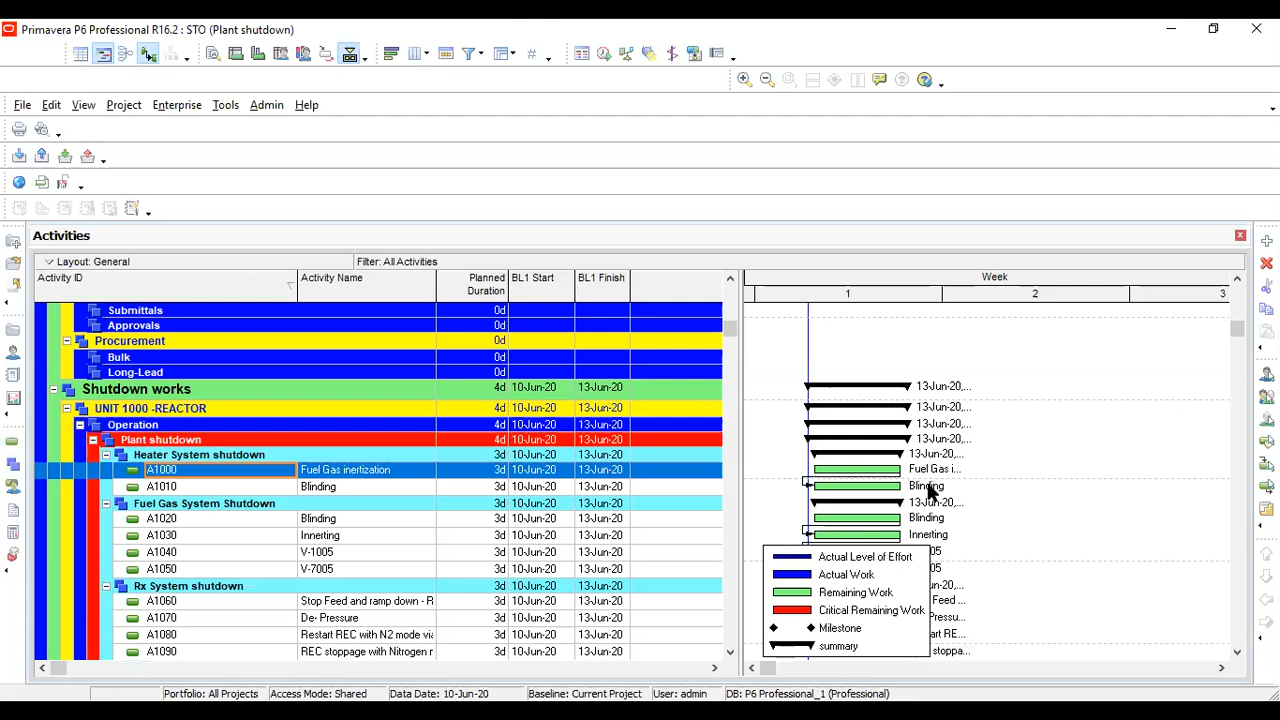 Primavera P6 Professional R16.2 : STO (Plant shutdown)
File Edit View Project Enterprise Tools Admin Help
Activities
Layout: General Filter: All Activities
Activity ID Activity Name Planned Duration BL1 Start BL1 Finish
Week
1 2 3
Submittals 0d
Approvals 0d
Procurement 0d
Bulk 0d
Long-Lead 0d
Shutdown works 4d 10-Jun-20 13-Jun-20 13-Jun-20,...
UNIT 1000 -REACTOR 4d 10-Jun-20 13-Jun-20 13-Jun-20,...
Operation 4d 10-Jun-20 13-Jun-20 13-Jun-20,...
Plant shutdown 4d 10-Jun-20 13-Jun-20 13-Jun-20,...
Heater System shutdown 3d 10-Jun-20 13-Jun-20 13-Jun-20,...
A1000 Fuel Gas inertization 3d 10-Jun-20 13-Jun-20 Fuel Gas i...
A1010 Blinding 3d 10-Jun-20 13-Jun-20 Blinding
Fuel Gas System Shutdown 3d 10-Jun-20 13-Jun-20 13-Jun-20,...
A1020 Blinding 3d 10-Jun-20 13-Jun-20 Blinding
A1030 Innerting 3d 10-Jun-20 13-Jun-20 Innerting
A1040 V-1005 3d 10-Jun-20 13-Jun-20 05
A1050 V-7005 3d 10-Jun-20 13-Jun-20 05
Rx System shutdown 3d 10-Jun-20 13-Jun-20 un-20,...
A1060 Stop Feed and ramp down - R 3d 10-Jun-20 13-Jun-20 Feed ...
A1070 De- Pressure 3d 10-Jun-20 13-Jun-20 ressu...
A1080 Restart REC with N2 mode via 3d 10-Jun-20 13-Jun-20 art RE...
A1090 REC stoppage with Nitrogen r 3d 10-Jun-20 13-Jun-20 stoppa...
Actual Level of Effort
Actual Work
Remaining Work
Critical Remaining Work
Milestone
summary
Portfolio: All Projects Access Mode: Shared Data Date: 10-Jun-20 Baseline: Current Project User: admin DB: P6 Professional_1 (Professional)